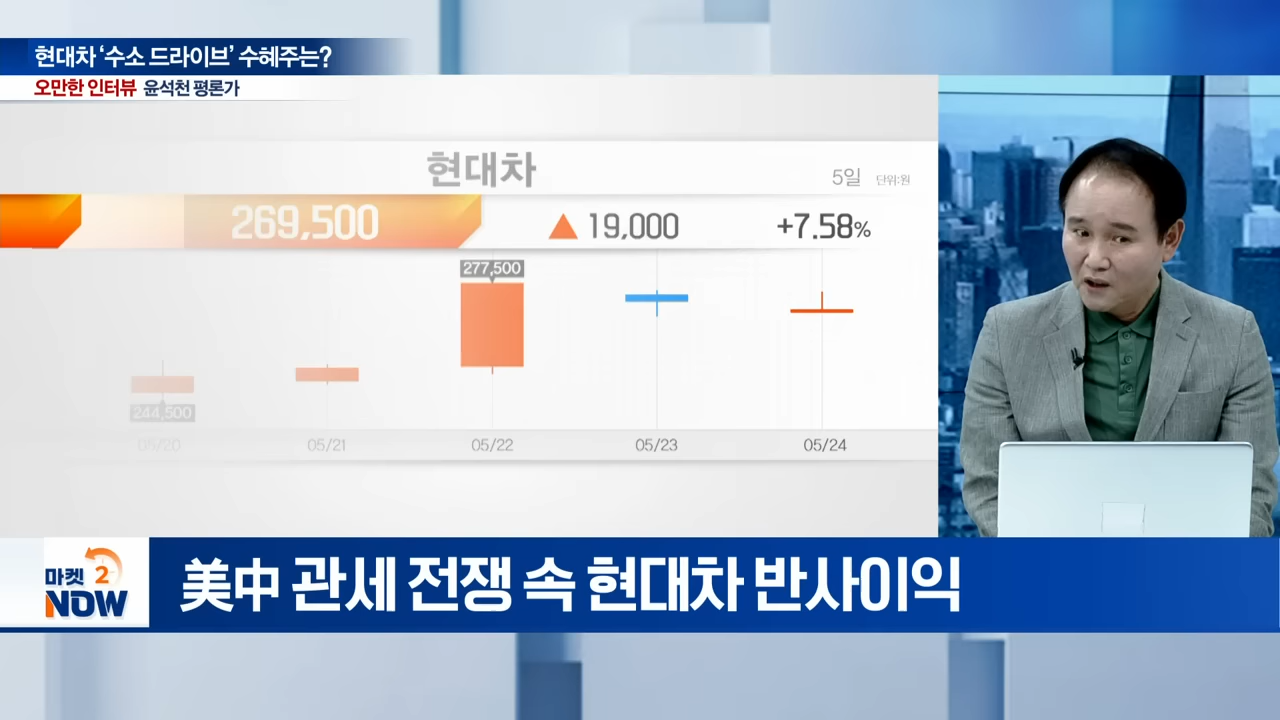 현대차 ‘수소 드라이브’ 수혜주는?
오만한 인터뷰 윤석천 평론가
현대차
5일 단위:원
269,500 ▲ 19,000 +7.58%
277,500
244,500
05/20 05/21 05/22 05/23 05/24
마켓 2
NOW
美中 관세 전쟁 속 현대차 반사이익